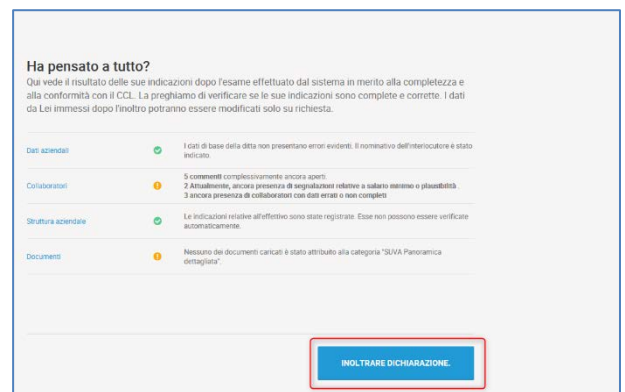 Ha pensato a tutto?
Qui vede il risultato delle sue indicazioni dopo l'esame effettuato dal sistema in merito alla completezza e
alla conformità con il CCL. La preghiamo di verificare se le sue indicazioni sono complete e corrette. I dati
da Lei immessi dopo l'inoltro potranno essere modificati solo su richiesta.
Dati aziendali
I dati di base della ditta non presentano errori evidenti. Il nominativo dell'interlocutore è stato
indicato.
Collaboratori
5 commenti complessivamente ancora aperti.
2 Attualmente, ancora presenza di segnalazioni relative a salario minimo o plausibilità .
3 ancora presenza di collaboratori con dati errati o non completi
Struttura aziendale
Le indicazioni relative all'effettivo sono state registrate. Esse non possono essere verificate
automaticamente.
Documenti
Nessuno dei documenti caricati è stato attribuito alla categoria "SUVA Panoramica
dettagliata".
INOLTRARE DICHIARAZIONE.